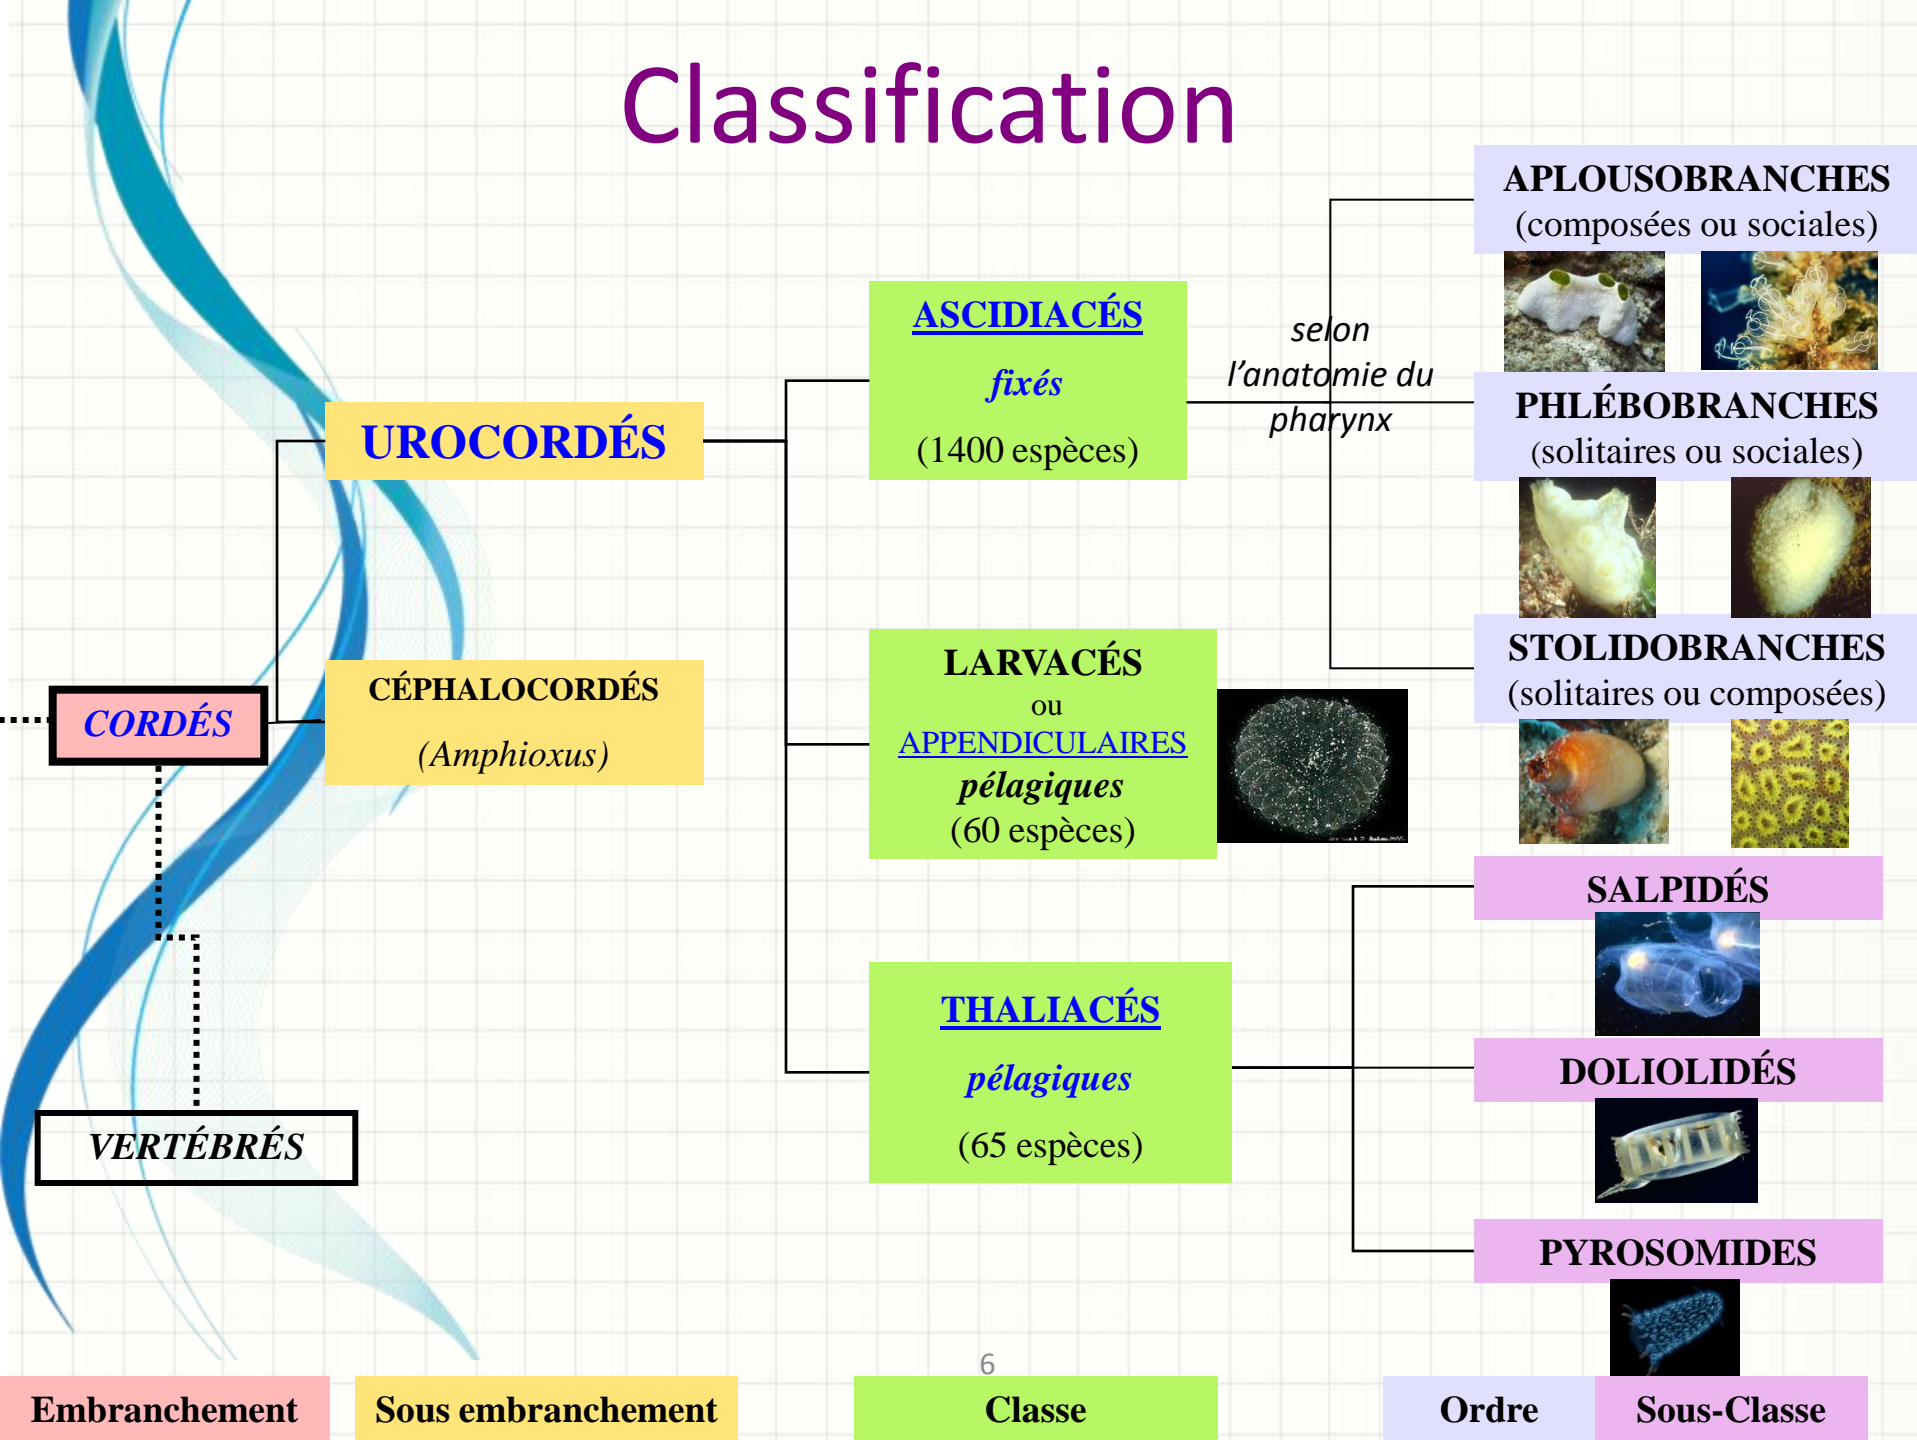 Classification
APLOUSOBRANCHES
(composées ou sociales)
ASCIDIACÉS
fixés
(1400 espèces)
selon
l’anatomie du
pharynx
PHLÉBOBRANCHES
(solitaires ou sociales)
UROCORDÉS
STOLIDOBRANCHES
(solitaires ou composées)
LARVACÉS
ou
APPENDICULAIRES
pélagiques
(60 espèces)
CÉPHALOCORDÉS
(Amphioxus)
CORDÉS
SALPIDÉS
THALIACÉS
pélagiques
(65 espèces)
DOLIOLIDÉS
VERTÉBRÉS
PYROSOMIDES
6
Embranchement
Sous embranchement
Classe
Ordre
Sous-Classe